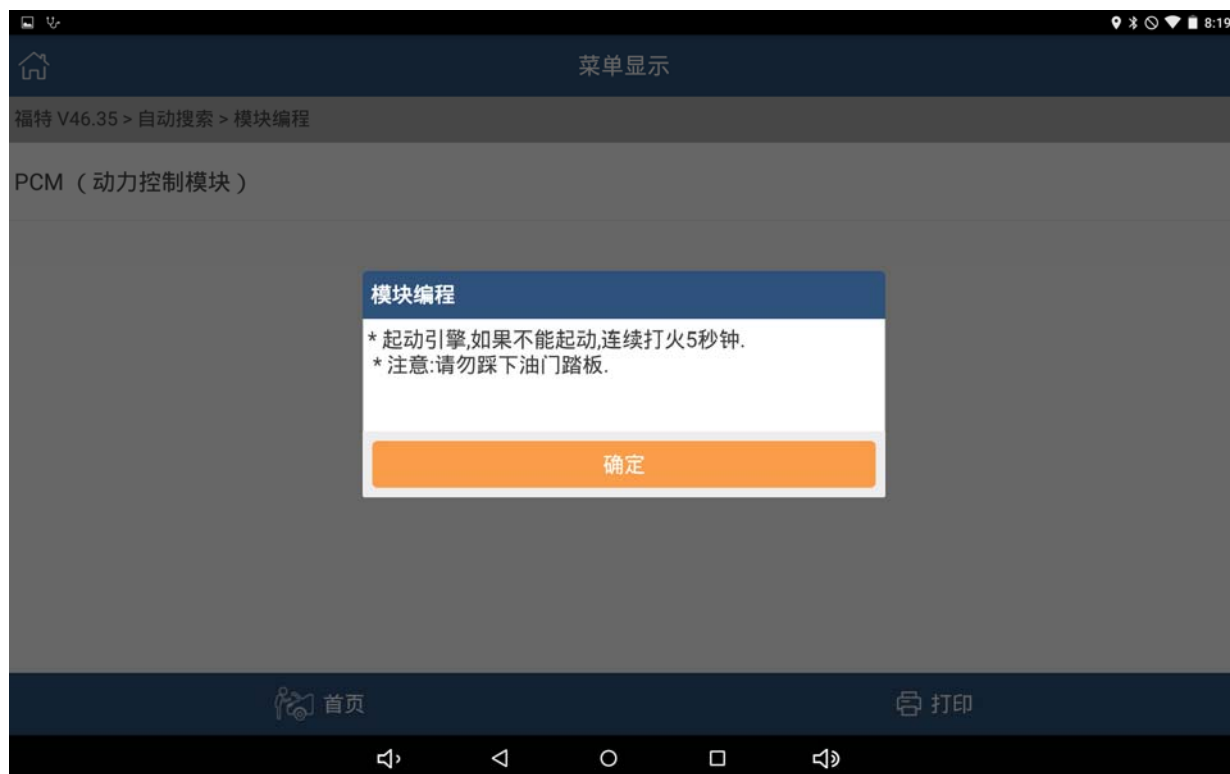 8:19
菜单显示
福特 V46.35 > 自动搜索 > 模块编程
PCM （动力控制模块）
模块编程
* 起动引擎,如果不能起动,连续打火5秒钟.
* 注意:请勿踩下油门踏板.
确定
首页
打印